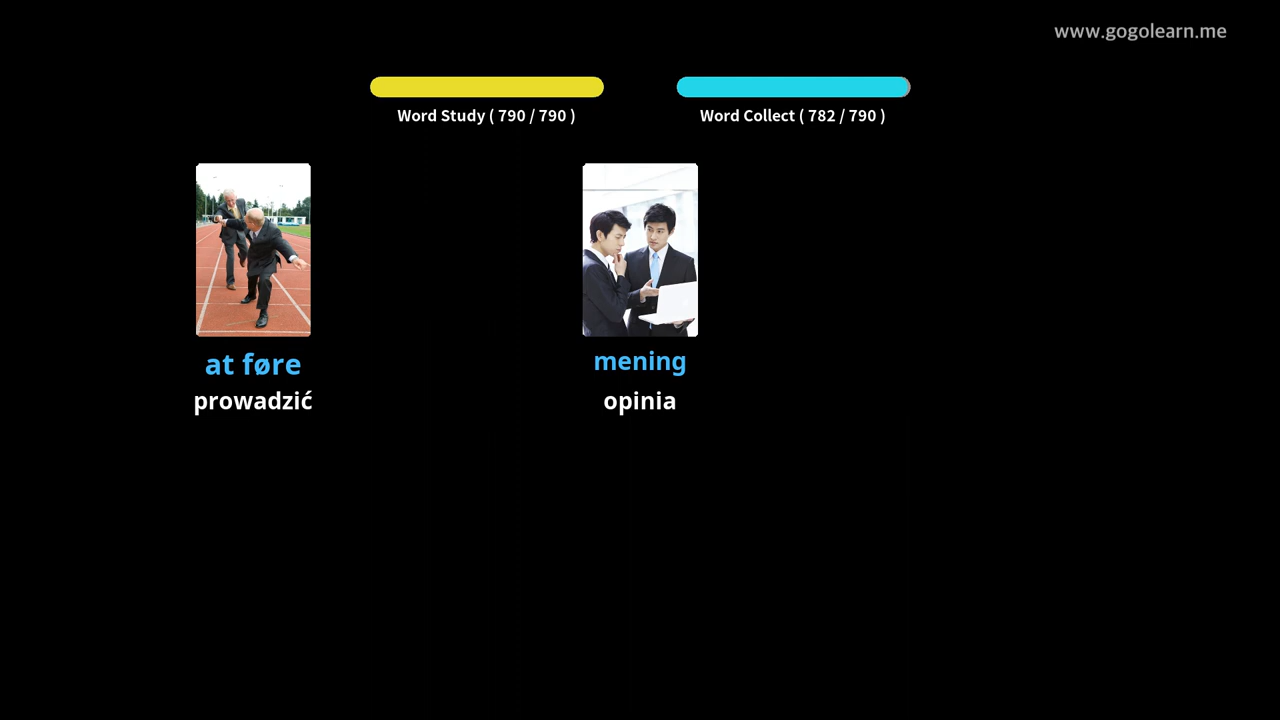 www.gogolearn.me
Word Study ( 790 / 790 )
Word Collect ( 782 / 790 )
at føre
prowadzić
mening
opinia